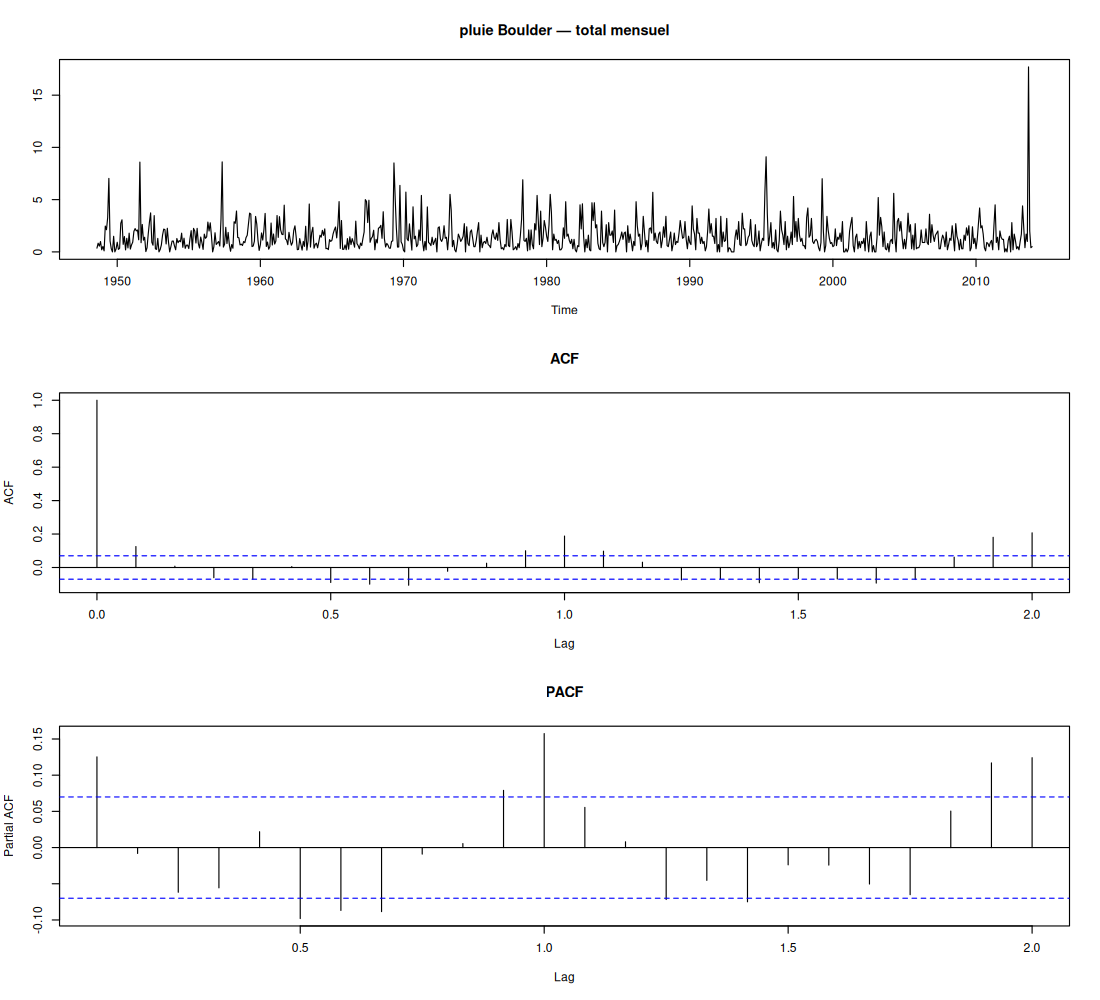 pluie Boulder — total mensuel
15
10
5
0
1950 1960 1970 1980 1990 2000 2010
Time
ACF
ACF
1.0
0.8
0.6
0.4
0.2
0.0
0.0 0.5 1.0 1.5 2.0
Lag
PACF
Partial ACF
0.15
0.10
0.05
0.00
-0.10
0.5 1.0 1.5 2.0
Lag